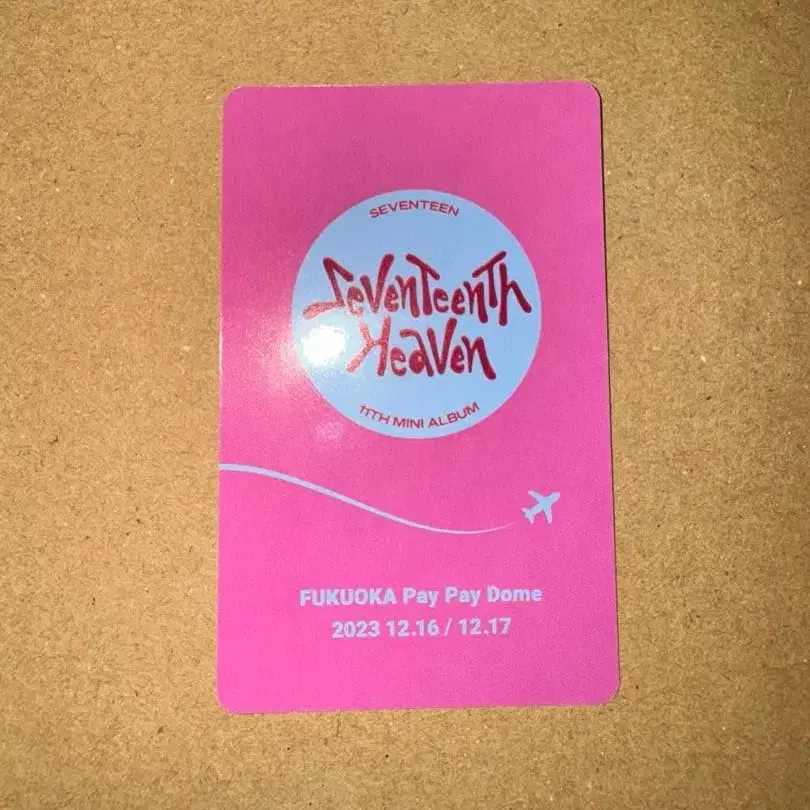 SEVENTEEN
SevenTeenTh
Heaven
11TH MINI ALBUM
FUKUOKA Pay Pay Dome
2023 12.16 / 12.17